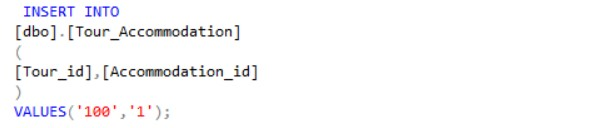 INSERT INTO
[dbo].[Tour_Accommodation]
(
[Tour_id],[Accommodation_id]
)
VALUES('100','1');